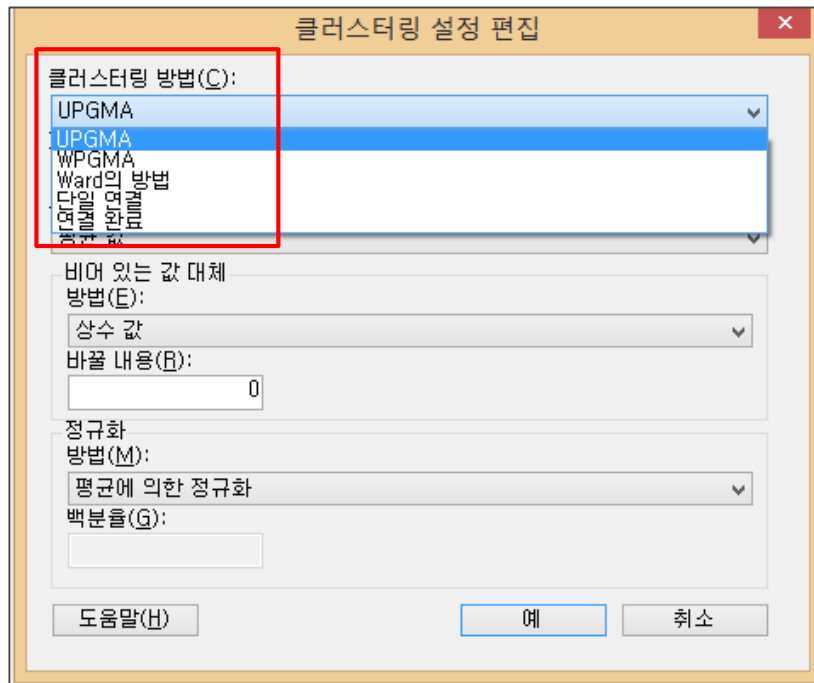 클러스터링 설정 편집
클러스터링 방법(C):
UPGMA
UPGMA
WPGMA
Ward의 방법
단일 연결
연결 완료
평균 값
비어 있는 값 대체
방법(E):
상수 값
바꿀 내용(R):
0
정규화
방법(M):
평균에 의한 정규화
백분율(G):
도움말(H)
예
취소